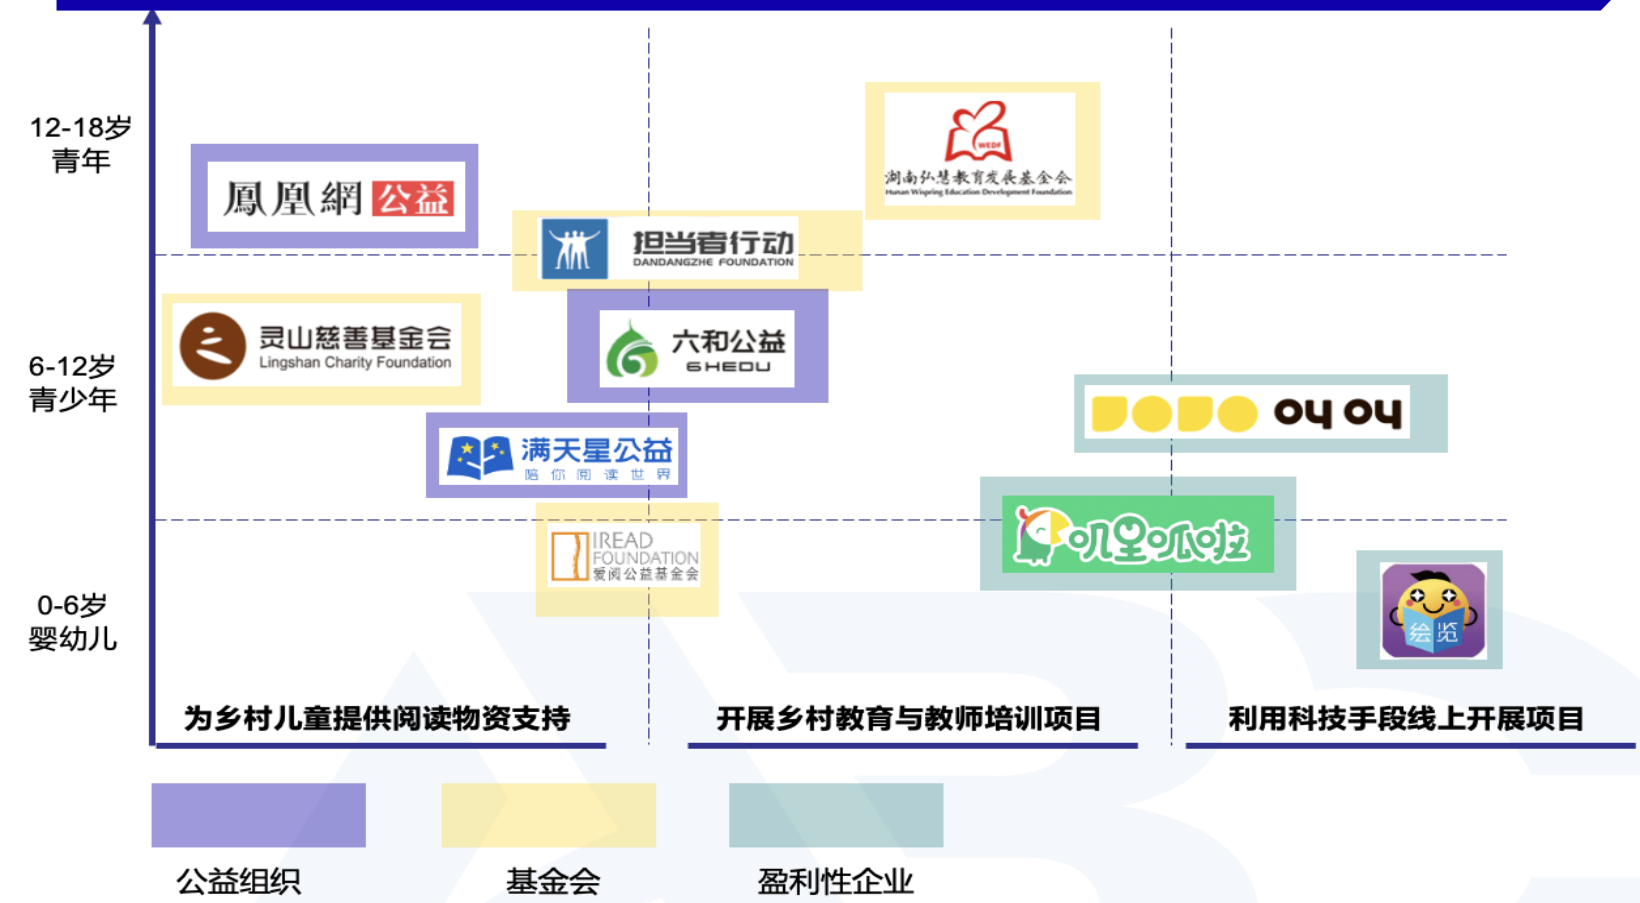 12-18岁
青年
鳳凰網 公益
WEDF
湖南弘慧教育发展基金会
Hunan Wispring Education Development Foundation
担当者行动
DANDANGZHE FOUNDATION
灵山慈善基金会
Lingshan Charity Foundation
六和公益
6HEDU
6-12岁
青少年
满天星公益
陪你阅读世界
IREAD
FOUNDATION
爱阅公益基金会
叽里呱啦
绘览
0-6岁
婴幼儿
为乡村儿童提供阅读物资支持
开展乡村教育与教师培训项目
利用科技手段线上开展项目
公益组织
基金会
盈利性企业